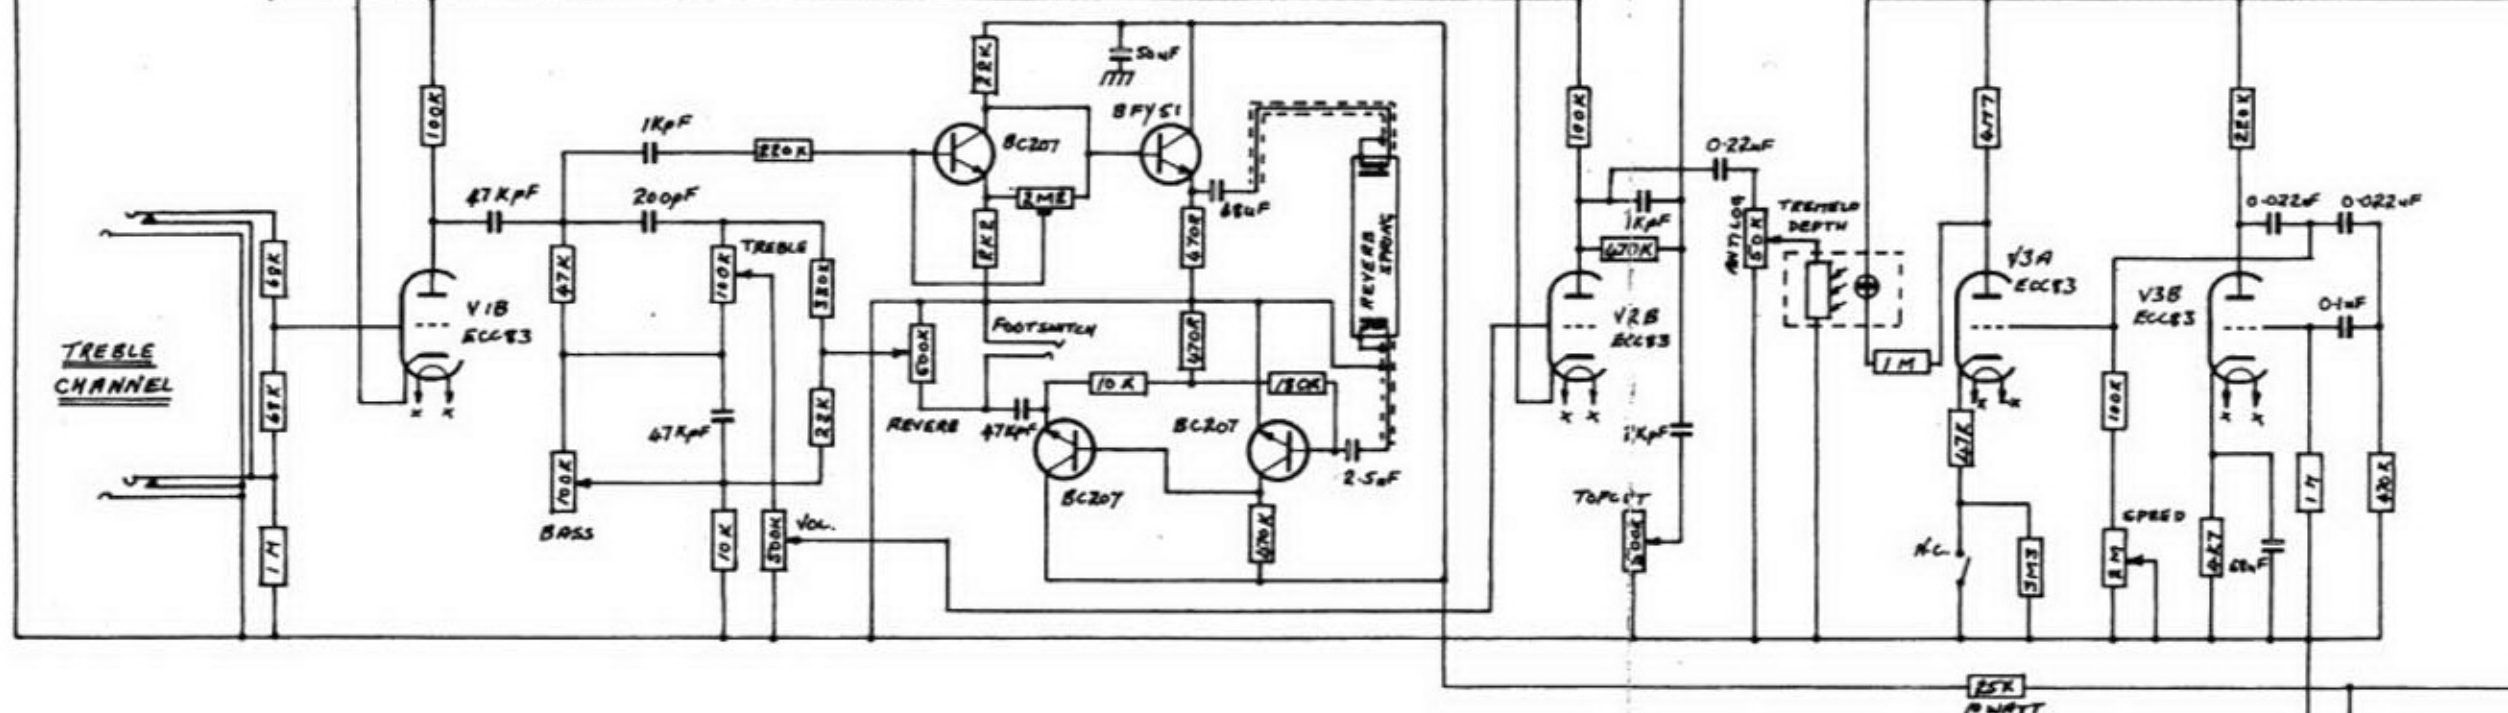 TREBLE
CHANNEL
68K
68K
1M
100K
V1B
ECC83
x x
47KpF
47K
100K
BASS
1KpF
220K
200pF
100K
TREBLE
47KpF
10K
500K
VOL.
330K
22K
22K
BC207
2M2
2K2
50uF
BFY51
68uF
470R
470R
REVERB
SPRING
FOOTSWITCH
500K
REVERB
47KpF
10K
180K
BC207
BC207
470K
2.5uF
100K
V2B
ECC83
x x
1KpF
470K
0.22uF
ANTILOG
50K
TREMELO
DEPTH
1KpF
TOPCUT
500K
1M
4M7
V3A
ECC83
x x
47K
N.C.
3M3
100K
SPEED
2M
220K
0.022uF
0.022uF
V3B
ECC83
x x
0.1uF
4K7
68uF
1M
470K
25K